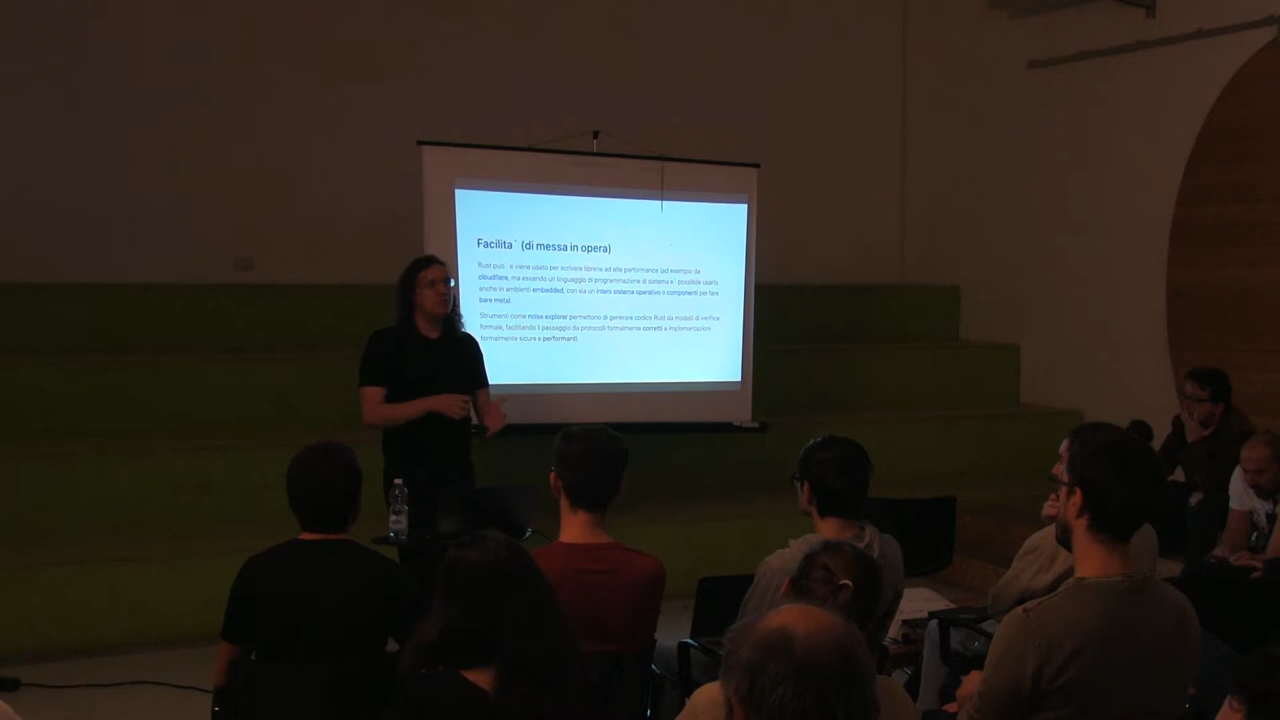 Facilita` (di messa in opera)
Rust puo` e viene usato per scrivere librerie ad alte performance (ad esempio da
cloudflare, ma essendo un linguaggio di programmazione di sistema e` possibile usarlo
anche in ambienti embedded, con sia un intero sistema operativo o componenti per fare
bare metal.
Strumenti come noise explorer permettono di generare codice Rust da modelli di verifica
formale, facilitando il passaggio da protocolli formalmente corretti a implementazioni
formalmente sicure e performanti.